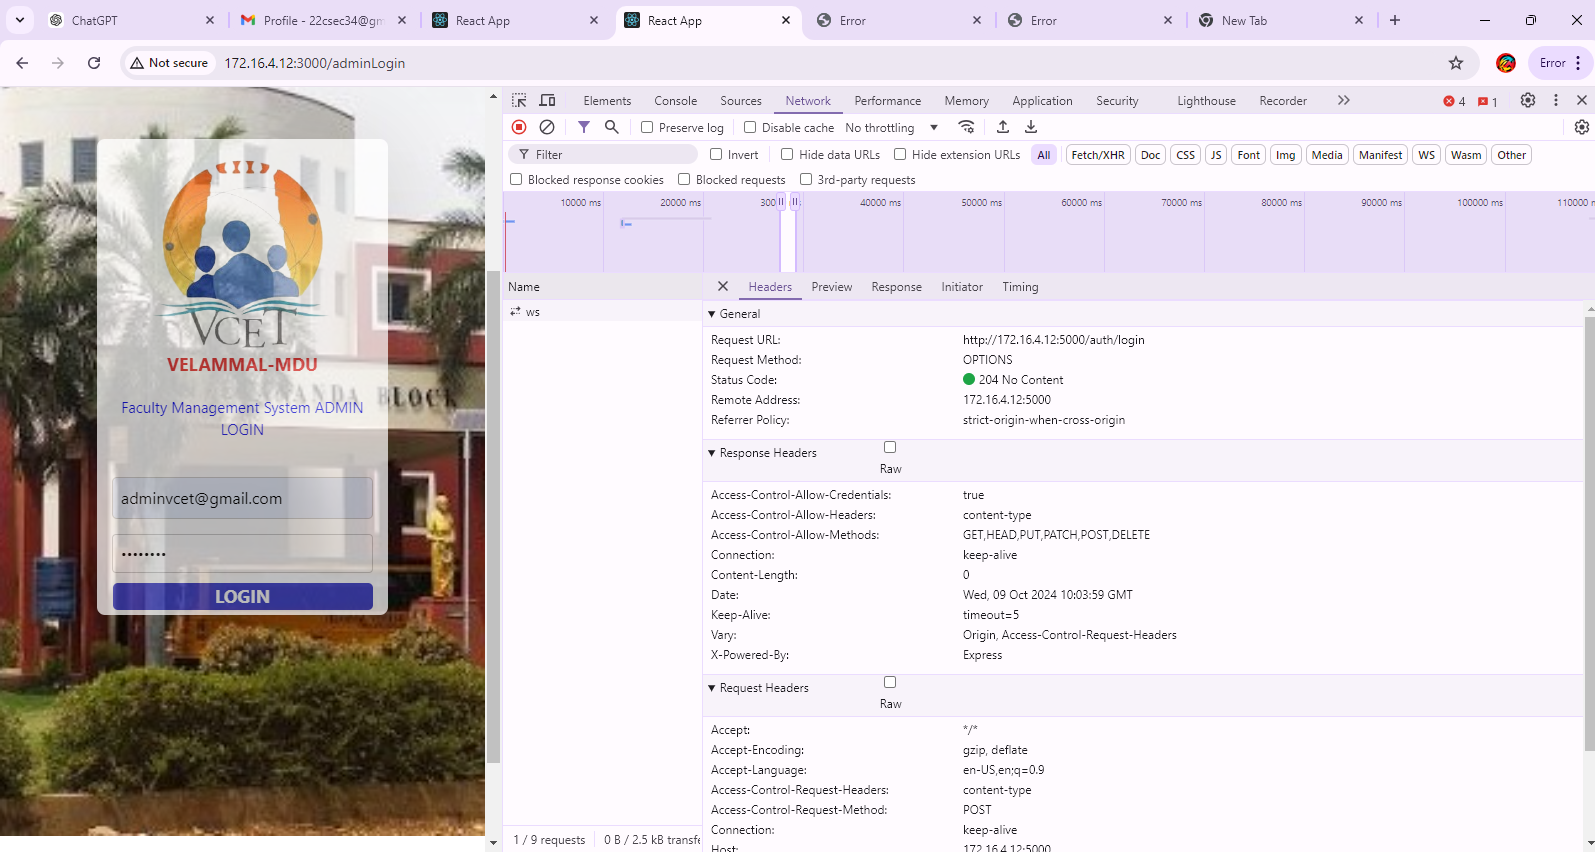 ChatGPT
Profile - 22csec34@gm
React App
React App
Error
Error
New Tab
Not secure
172.16.4.12:3000/adminLogin
Error
VCET
VELAMMAL-MDU
ANDA BLOCK
Faculty Management System ADMIN
LOGIN
adminvcet@gmail.com
••••••••
LOGIN
Elements Console Sources Network Performance Memory Application Security Lighthouse Recorder 4 1
Preserve log Disable cache No throttling
Filter Invert Hide data URLs Hide extension URLs All Fetch/XHR Doc CSS JS Font Img Media Manifest WS Wasm Other
Blocked response cookies Blocked requests 3rd-party requests
10000 ms 20000 ms 40000 ms 50000 ms 60000 ms 70000 ms 80000 ms 90000 ms 100000 ms
Name
ws
Headers Preview Response Initiator Timing
General
Request URL: http://172.16.4.12:5000/auth/login
Request Method: OPTIONS
Status Code: 204 No Content
Remote Address: 172.16.4.12:5000
Referrer Policy: strict-origin-when-cross-origin
Response Headers
Raw
Access-Control-Allow-Credentials: true
Access-Control-Allow-Headers: content-type
Access-Control-Allow-Methods: GET,HEAD,PUT,PATCH,POST,DELETE
Connection: keep-alive
Content-Length: 0
Date: Wed, 09 Oct 2024 10:03:59 GMT
Keep-Alive: timeout=5
Vary: Origin, Access-Control-Request-Headers
X-Powered-By: Express
Request Headers
Raw
Accept: */*
Accept-Encoding: gzip, deflate
Accept-Language: en-US,en;q=0.9
Access-Control-Request-Headers: content-type
Access-Control-Request-Method: POST
Connection: keep-alive
Host: 172.16.4.12:5000
1 / 9 requests 0 B / 2.5 kB transfe